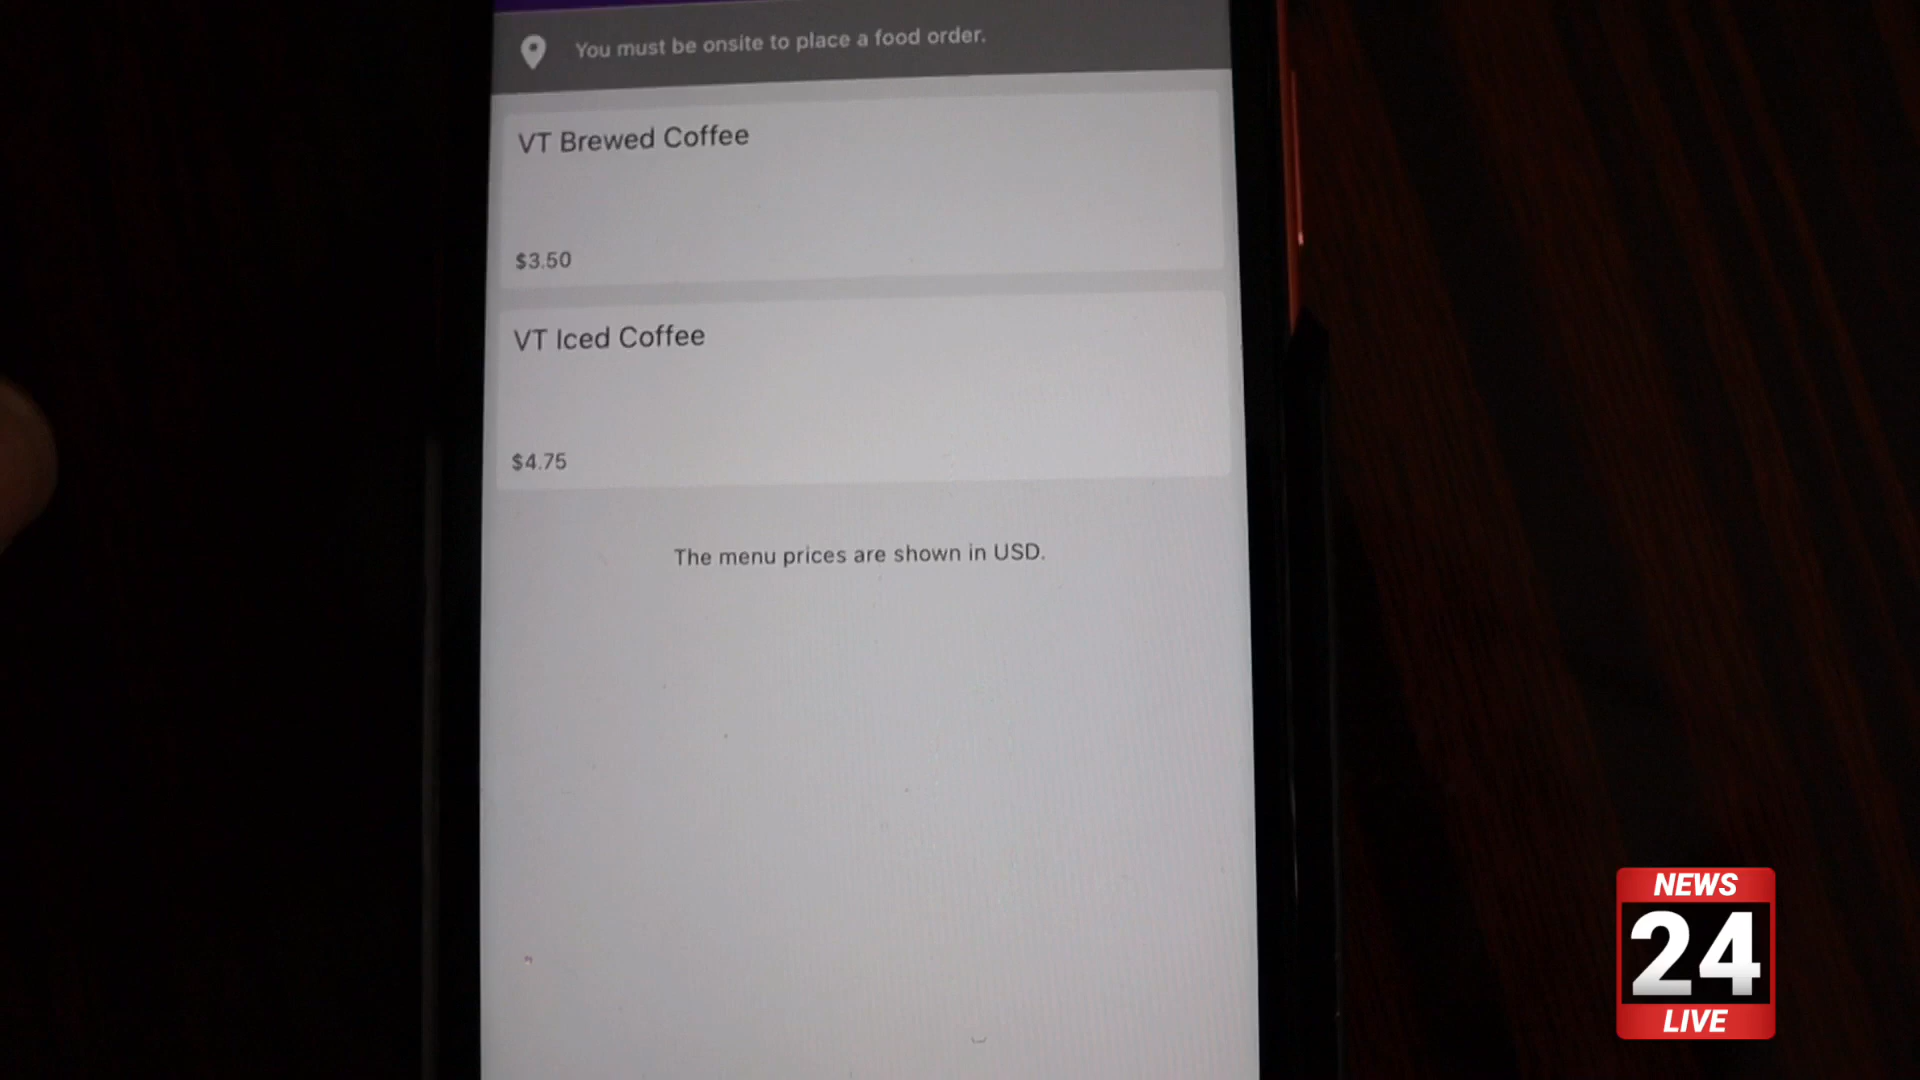 You must be onsite to place a food order.
VT Brewed Coffee
$3.50
VT Iced Coffee
$4.75
The menu prices are shown in USD.
NEWS
24
LIVE